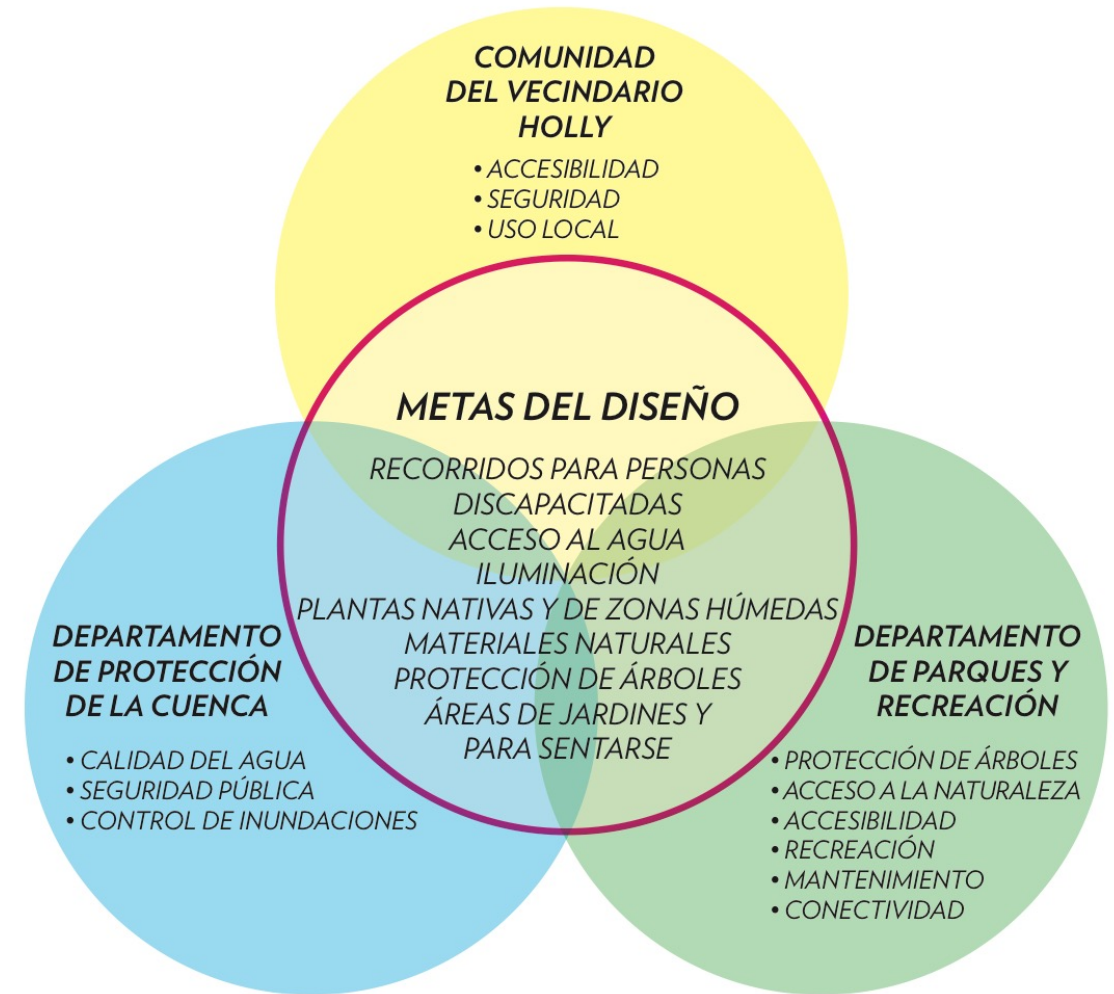 COMUNIDAD
DEL VECINDARIO
HOLLY
• ACCESIBILIDAD
• SEGURIDAD
• USO LOCAL
METAS DEL DISEÑO
RECORRIDOS PARA PERSONAS
DISCAPACITADAS
ACCESO AL AGUA
ILUMINACIÓN
PLANTAS NATIVAS Y DE ZONAS HÚMEDAS
MATERIALES NATURALES
PROTECCIÓN DE ÁRBOLES
ÁREAS DE JARDINES Y
PARA SENTARSE
DEPARTAMENTO
DE PROTECCIÓN
DE LA CUENCA
• CALIDAD DEL AGUA
• SEGURIDAD PÚBLICA
• CONTROL DE INUNDACIONES
DEPARTAMENTO
DE PARQUES Y
RECREACIÓN
• PROTECCIÓN DE ÁRBOLES
• ACCESO A LA NATURALEZA
• ACCESIBILIDAD
• RECREACIÓN
• MANTENIMIENTO
• CONECTIVIDAD